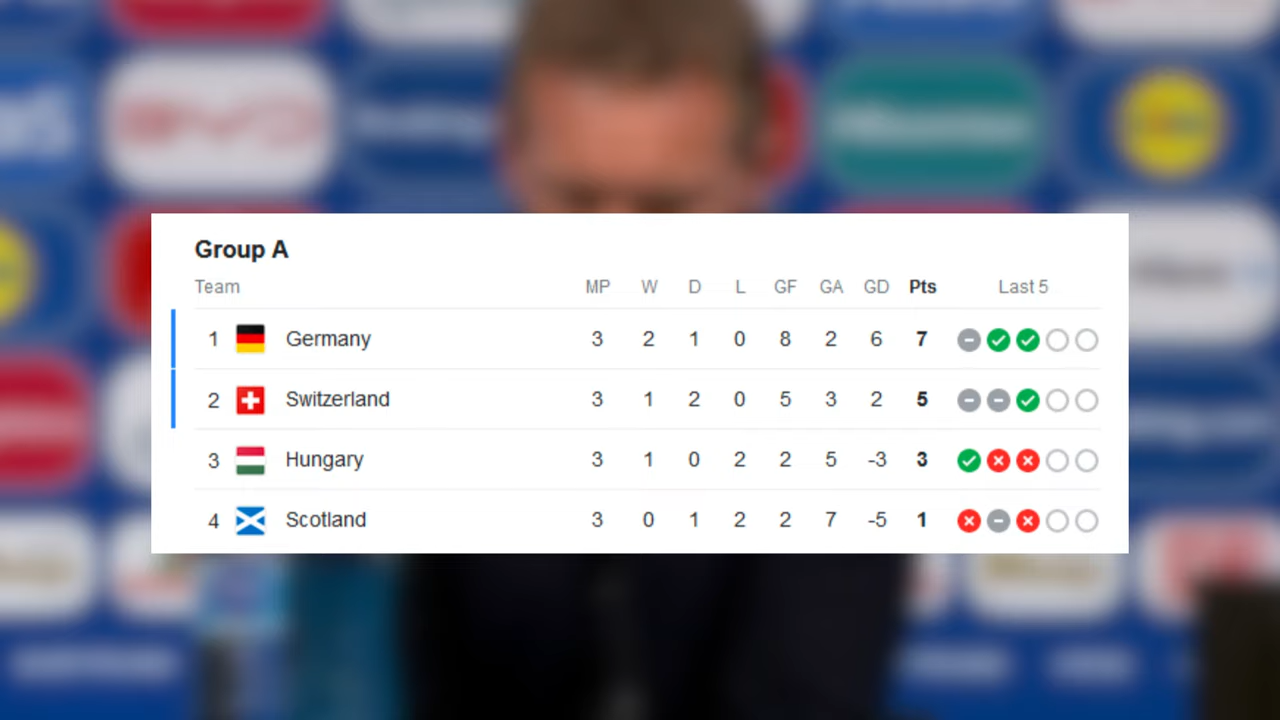 Group A
Team MP W D L GF GA GD Pts Last 5
1 Germany 3 2 1 0 8 2 6 7
2 Switzerland 3 1 2 0 5 3 2 5
3 Hungary 3 1 0 2 2 5 -3 3
4 Scotland 3 0 1 2 2 7 -5 1